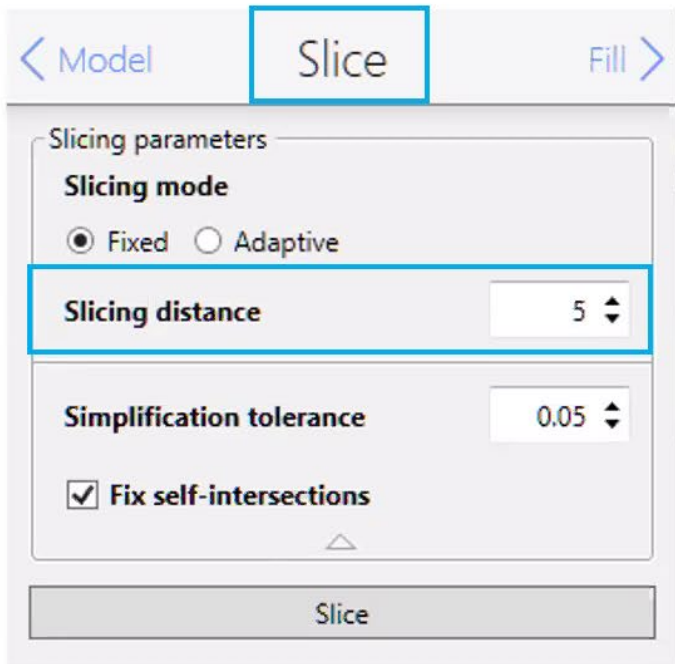 Model Slice Fill
Slicing parameters
Slicing mode
Fixed Adaptive
Slicing distance 5
Simplification tolerance 0.05
Fix self-intersections
Slice